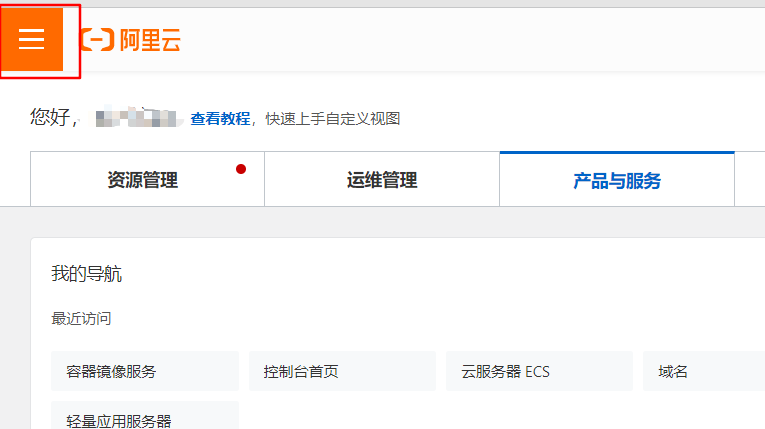 阿里云
您好， 查看教程，快速上手自定义视图
资源管理 运维管理 产品与服务
我的导航
最近访问
容器镜像服务 控制台首页 云服务器 ECS 域名
轻量应用服务器